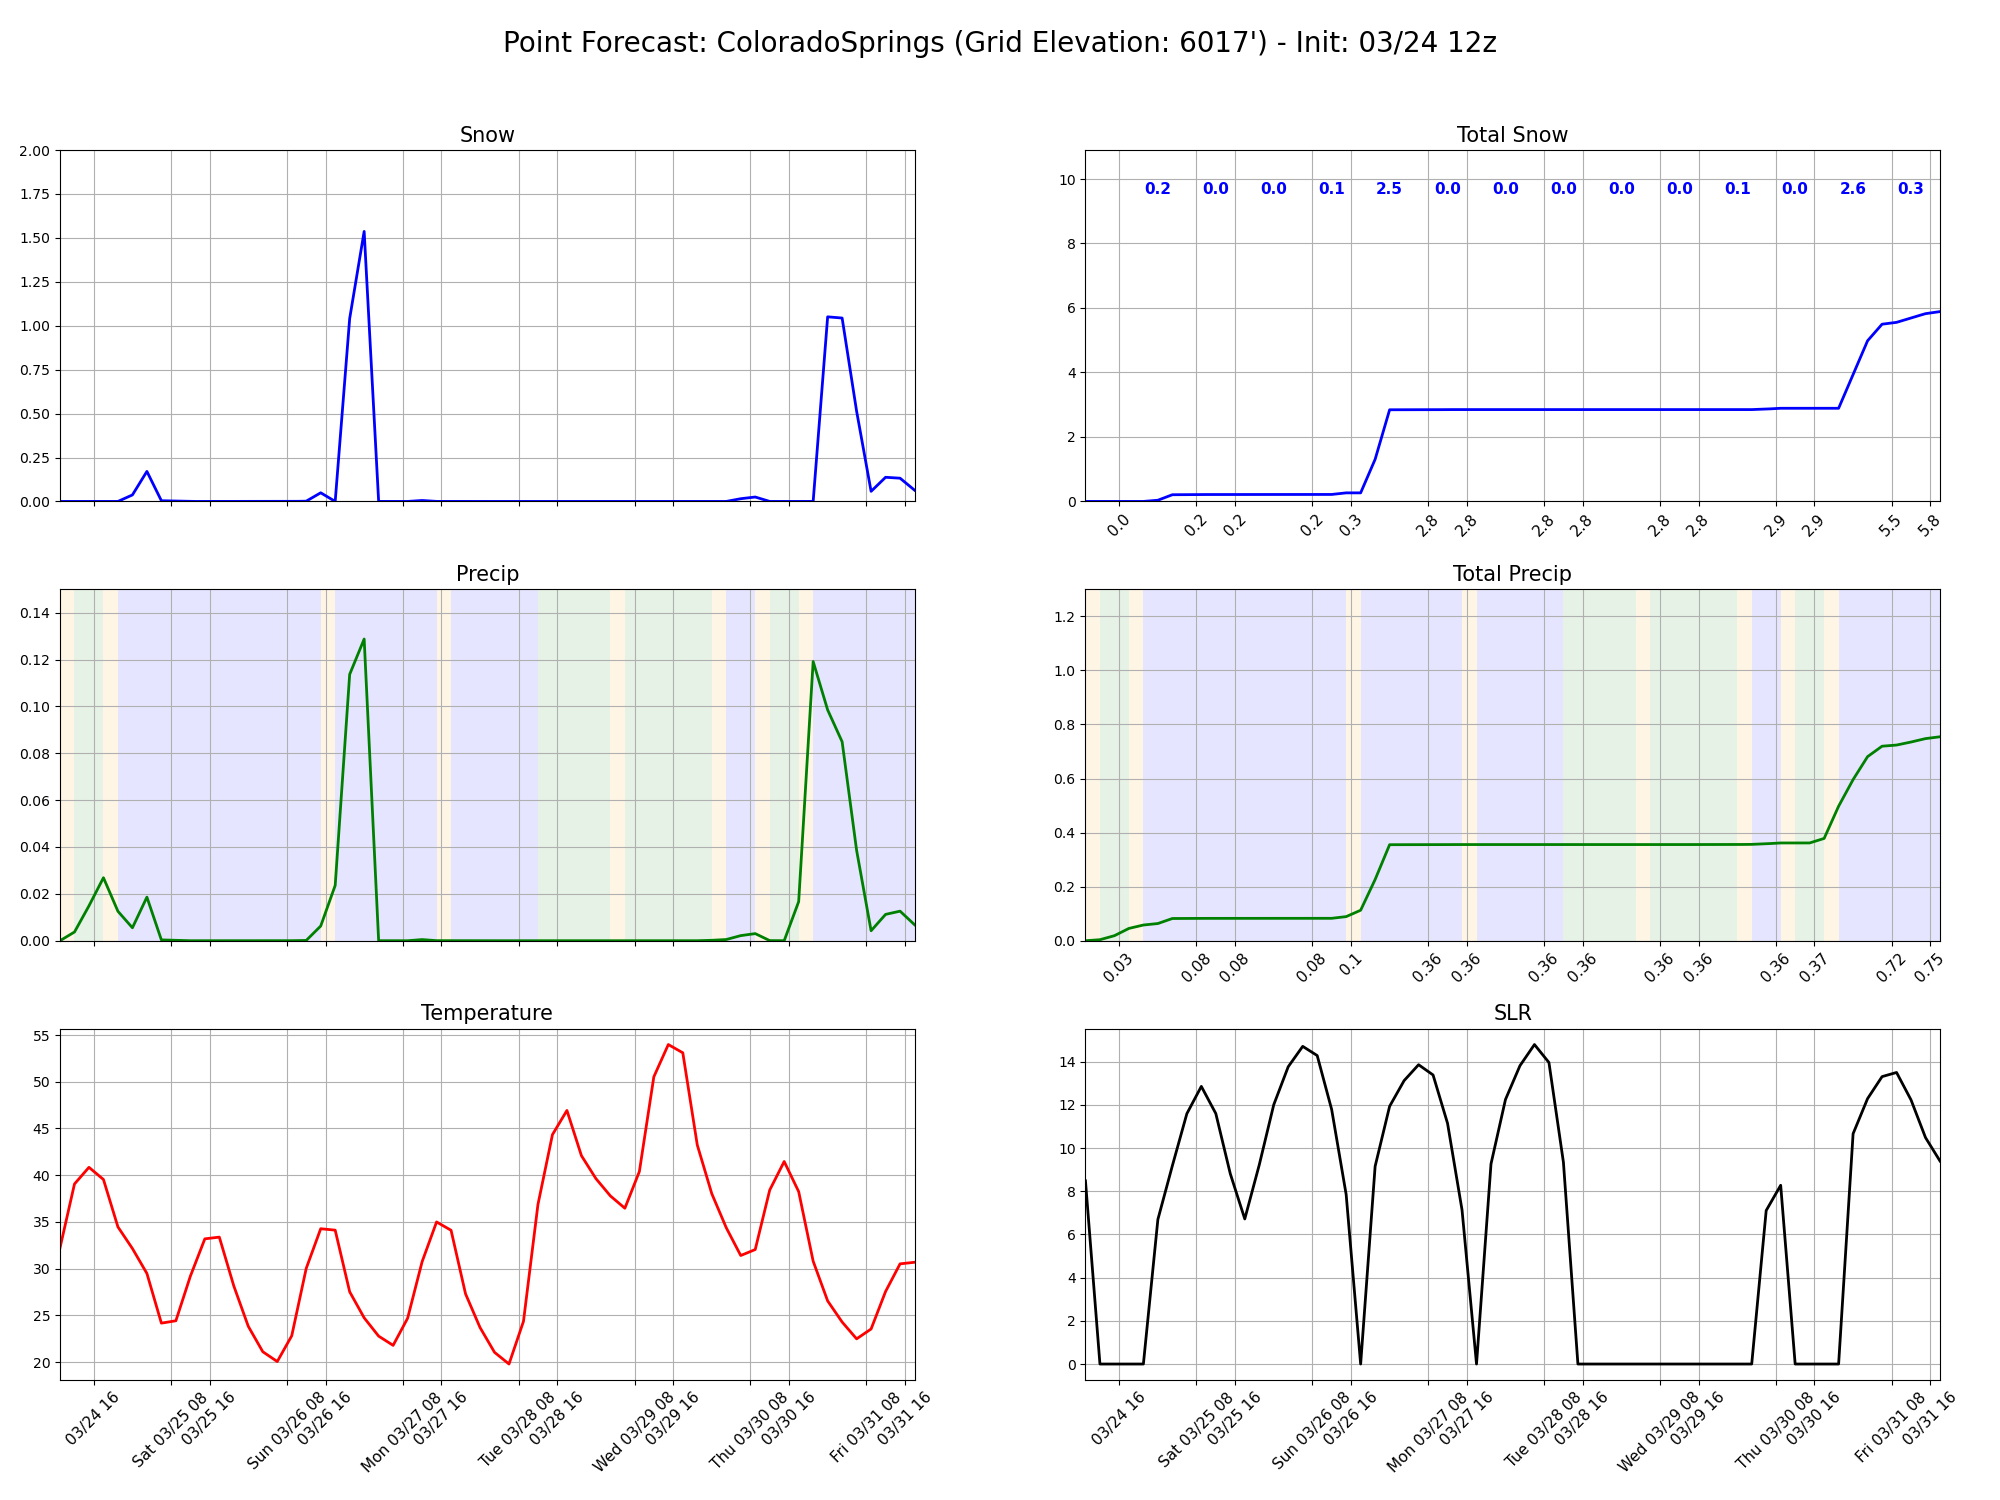 Point Forecast: ColoradoSprings (Grid Elevation: 6017') - Init: 03/24 12z
Snow
2.00
1.75
1.50
1.25
1.00
0.75
0.50
0.25
0.00
Total Snow
10
8
6
4
2
0
0.2 0.0 0.0 0.1 2.5 0.0 0.0 0.0 0.0 0.0 0.1 0.0 2.6 0.3
0.0 0.2 0.2 0.2 0.3 2.8 2.8 2.8 2.8 2.8 2.8 2.9 2.9 5.5 5.8
Precip
0.14
0.12
0.10
0.08
0.06
0.04
0.02
0.00
Total Precip
1.2
1.0
0.8
0.6
0.4
0.2
0.0
0.03 0.08 0.08 0.08 0.1 0.36 0.36 0.36 0.36 0.36 0.36 0.36 0.37 0.72 0.75
Temperature
55
50
45
40
35
30
25
20
03/24 16
Sat 03/25 08
03/25 16
Sun 03/26 08
03/26 16
Mon 03/27 08
03/27 16
Tue 03/28 08
03/28 16
Wed 03/29 08
03/29 16
Thu 03/30 08
03/30 16
Fri 03/31 08
03/31 16
SLR
14
12
10
8
6
4
2
0
03/24 16
Sat 03/25 08
03/25 16
Sun 03/26 08
03/26 16
Mon 03/27 08
03/27 16
Tue 03/28 08
03/28 16
Wed 03/29 08
03/29 16
Thu 03/30 08
03/30 16
Fri 03/31 08
03/31 16